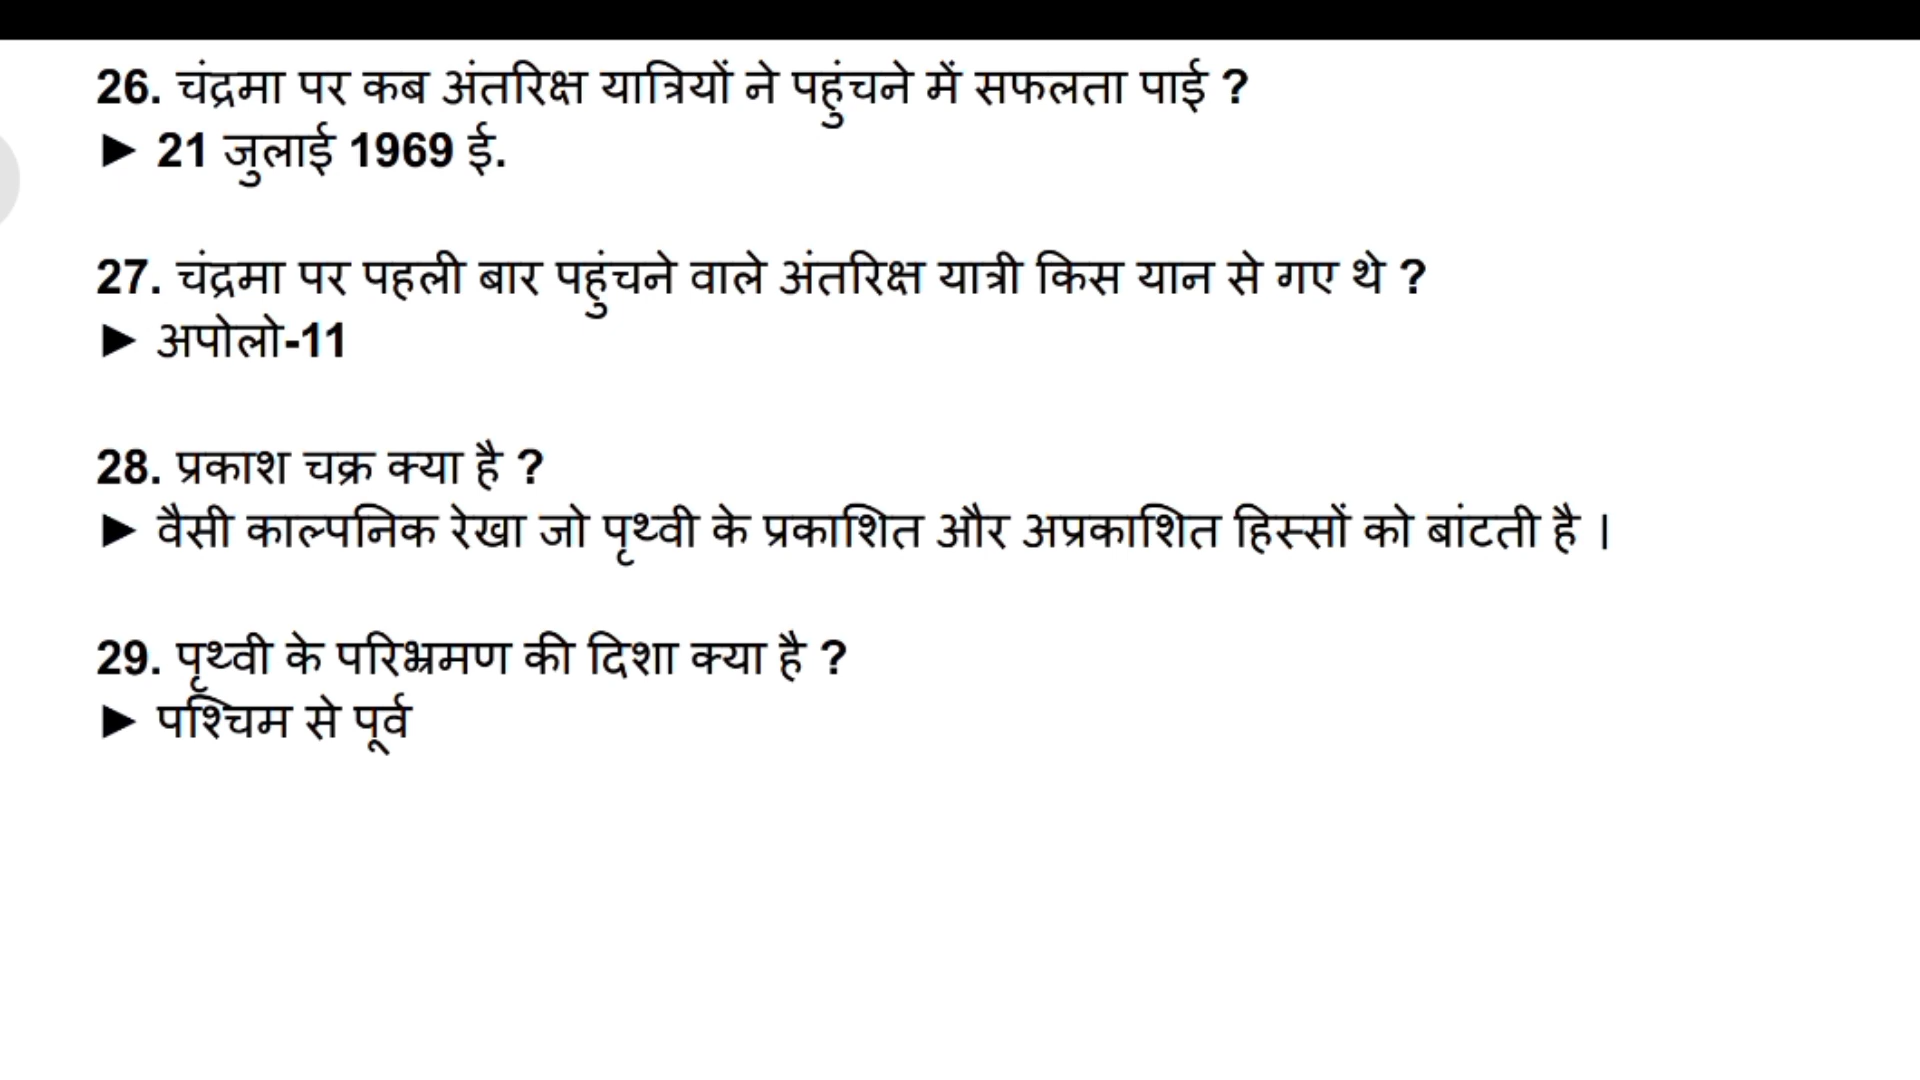 26. चंद्रमा पर कब अंतरिक्ष यात्रियों ने पहुंचने में सफलता पाई ?
► 21 जुलाई 1969 ई.
27. चंद्रमा पर पहली बार पहुंचने वाले अंतरिक्ष यात्री किस यान से गए थे ?
► अपोलो-11
28. प्रकाश चक्र क्या है ?
► वैसी काल्पनिक रेखा जो पृथ्वी के प्रकाशित और अप्रकाशित हिस्सों को बांटती है ।
29. पृथ्वी के परिभ्रमण की दिशा क्या है ?
► पश्चिम से पूर्व